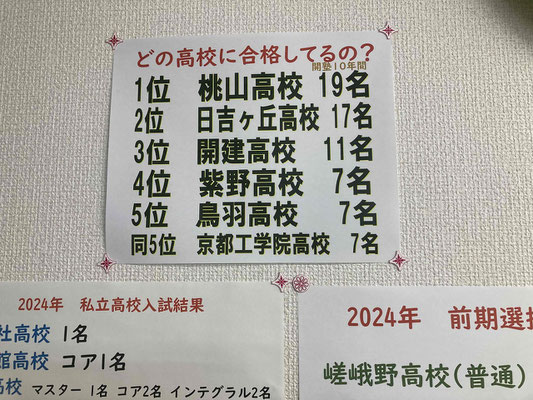 どの高校に合格してるの？
開塾10年間
1位 桃山高校 19名
2位 日吉ヶ丘高校 17名
3位 開建高校 11名
4位 紫野高校 7名
5位 鳥羽高校 7名
同5位 京都工学院高校 7名
2024年 私立高校入試結果
社高校 1名
館高校 コア1名
高校 マスター 1名 コア2名 インテグラル2名
2024年 前期選
嵯峨野高校(普通)